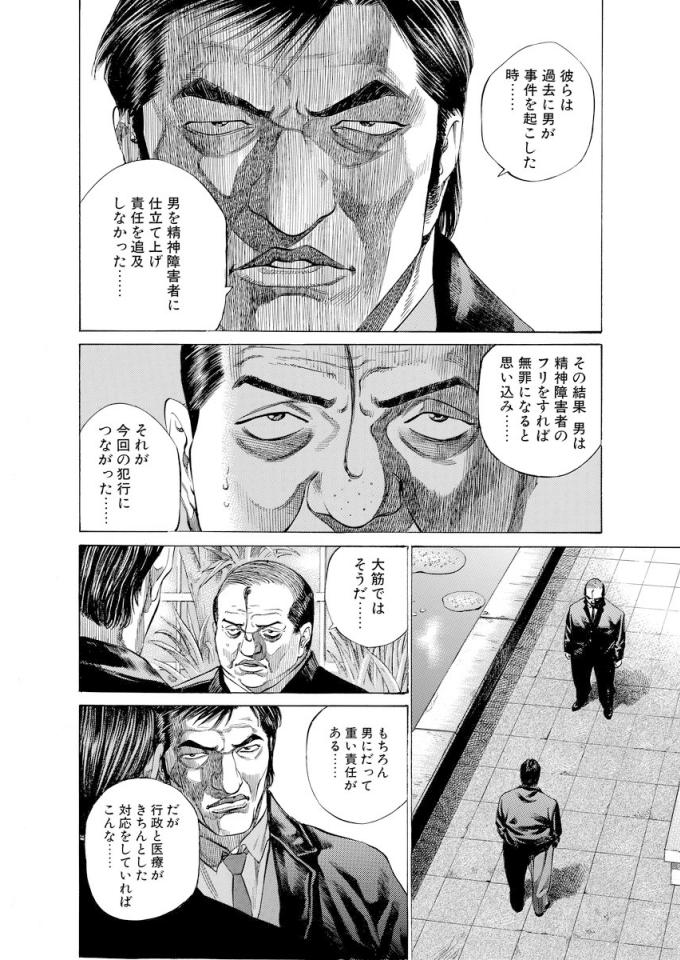 彼らは
過去に男が
事件を起こした
時……
男を精神障害者に
仕立て上げ
責任を追及
しなかった……
その結果 男は
精神障害者の
フリをすれば
無罪になると
思い込み……
それが
今回の犯行に
つながった……
大筋では
そうだ……
もちろん
男にだって
重い責任が
ある……
だが
行政と医療が
きちんとした
対応をしていれば
こんな……